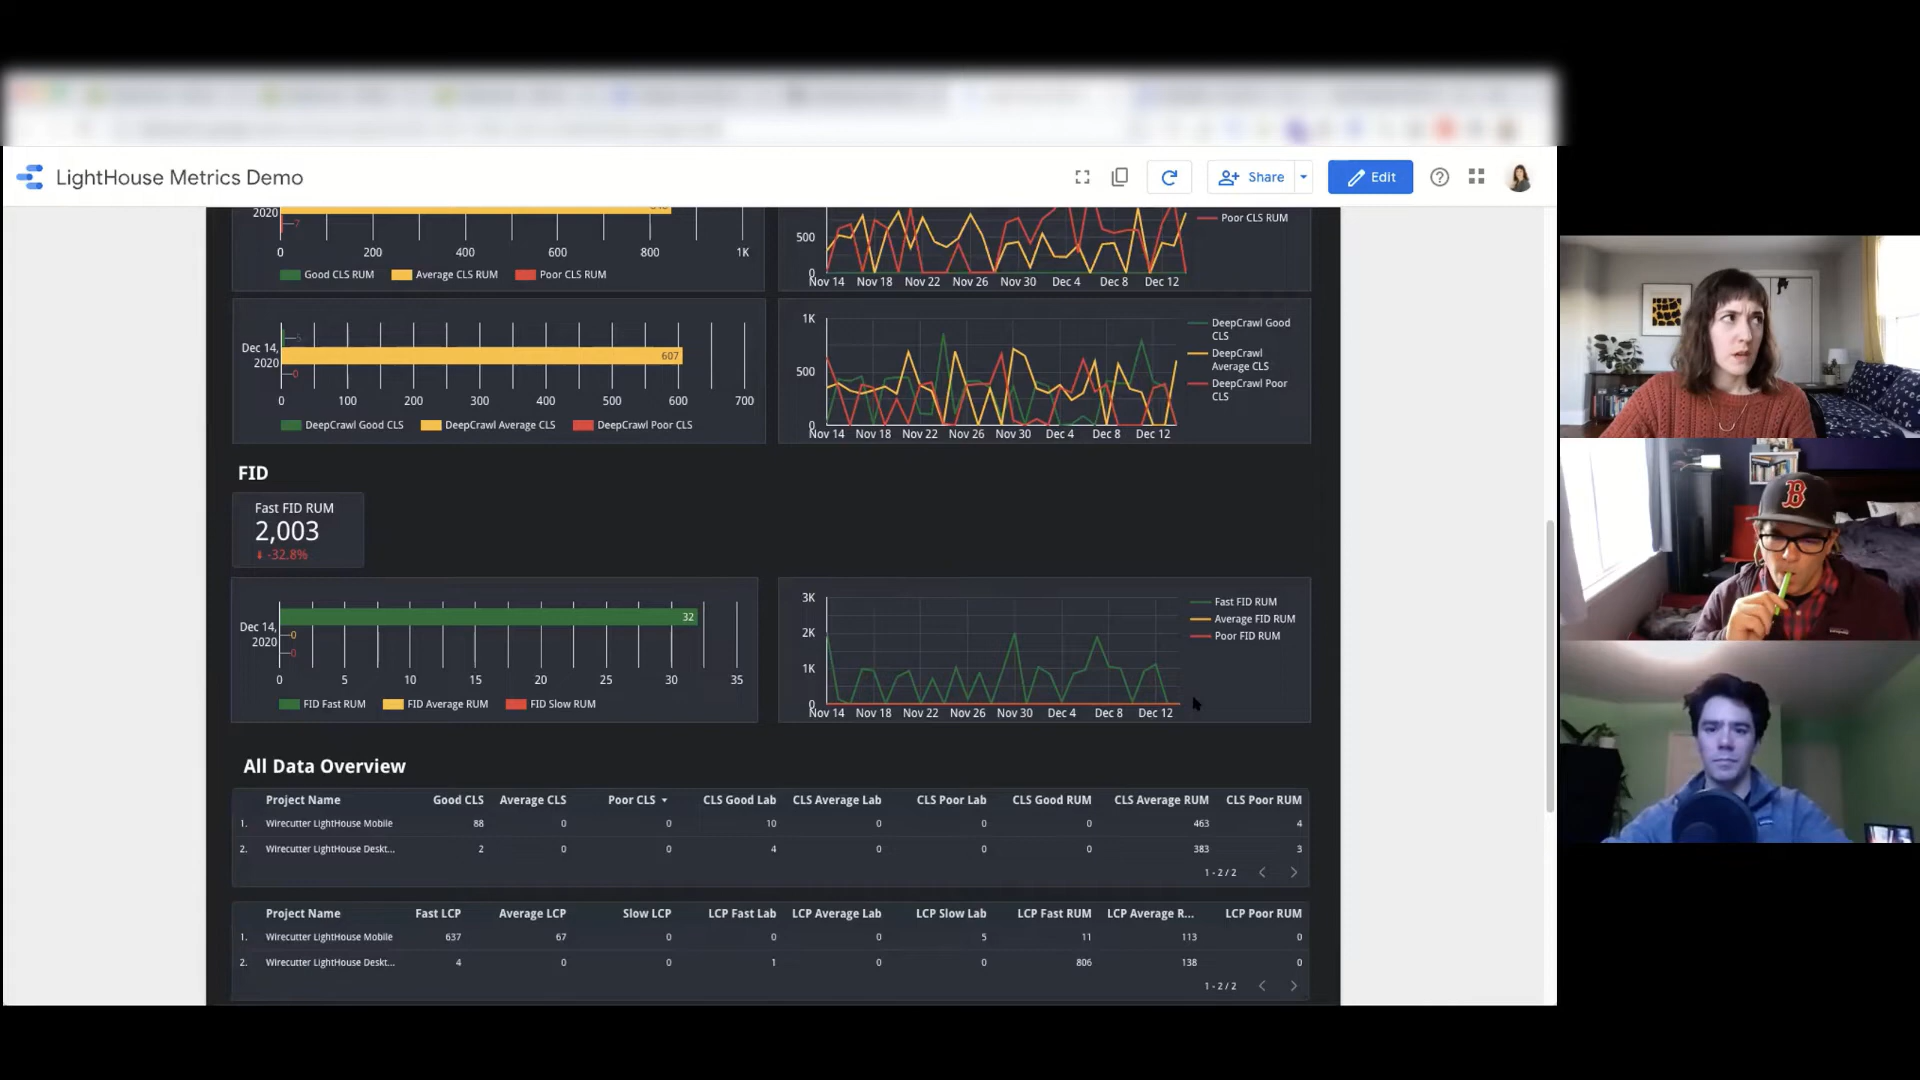 LightHouse Metrics Demo
Share
Edit
2020
7
0 200 400 600 800 1K
Good CLS RUM Average CLS RUM Poor CLS RUM
500
0
Nov 14 Nov 18 Nov 22 Nov 26 Nov 30 Dec 4 Dec 8 Dec 12
Poor CLS RUM
Dec 14,
2020
607
0
0 100 200 300 400 500 600 700
DeepCrawl Good CLS DeepCrawl Average CLS DeepCrawl Poor CLS
1K
500
0
Nov 14 Nov 18 Nov 22 Nov 26 Nov 30 Dec 4 Dec 8 Dec 12
DeepCrawl Good
CLS
DeepCrawl
Average CLS
DeepCrawl Poor
CLS
FID
Fast FID RUM
2,003
-32.8%
Dec 14,
2020
32
0
0
0 5 10 15 20 25 30 35
FID Fast RUM FID Average RUM FID Slow RUM
3K
2K
1K
0
Nov 14 Nov 18 Nov 22 Nov 26 Nov 30 Dec 4 Dec 8 Dec 12
Fast FID RUM
Average FID RUM
Poor FID RUM
All Data Overview
Project Name Good CLS Average CLS Poor CLS CLS Good Lab CLS Average Lab CLS Poor Lab CLS Good RUM CLS Average RUM CLS Poor RUM
1. Wirecutter LightHouse Mobile 88 0 0 10 0 0 0 463 4
2. Wirecutter LightHouse Deskt... 2 0 0 4 0 0 0 383 3
1 - 2 / 2
Project Name Fast LCP Average LCP Slow LCP LCP Fast Lab LCP Average Lab LCP Slow Lab LCP Fast RUM LCP Average R... LCP Poor RUM
1. Wirecutter LightHouse Mobile 637 67 0 0 0 5 11 113 0
2. Wirecutter LightHouse Deskt... 4 0 0 1 0 0 806 138 0
1 - 2 / 2
B